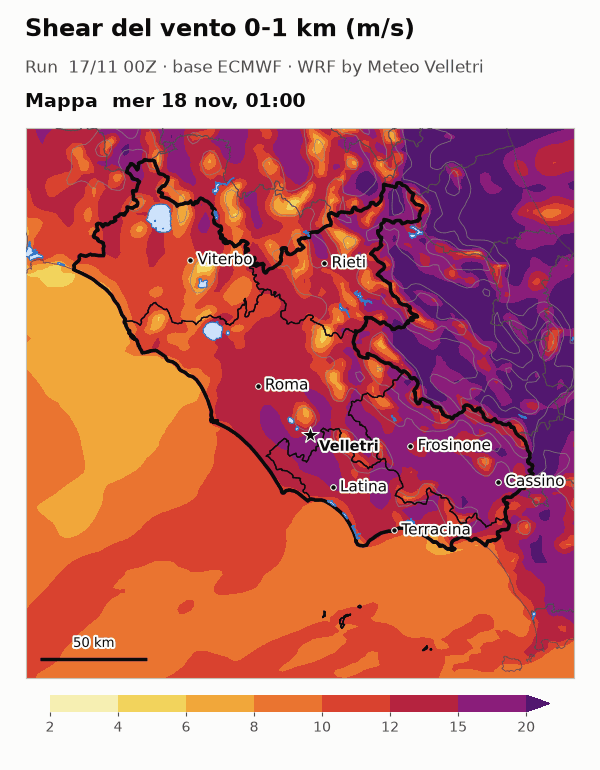 Shear del vento 0-1 km (m/s)
Run 17/11 00Z · base ECMWF · WRF by Meteo Velletri
Mappa mer 18 nov, 01:00
Viterbo
Rieti
Roma
Velletri
Frosinone
Cassino
Latina
Terracina
50 km
2 4 6 8 10 12 15 20